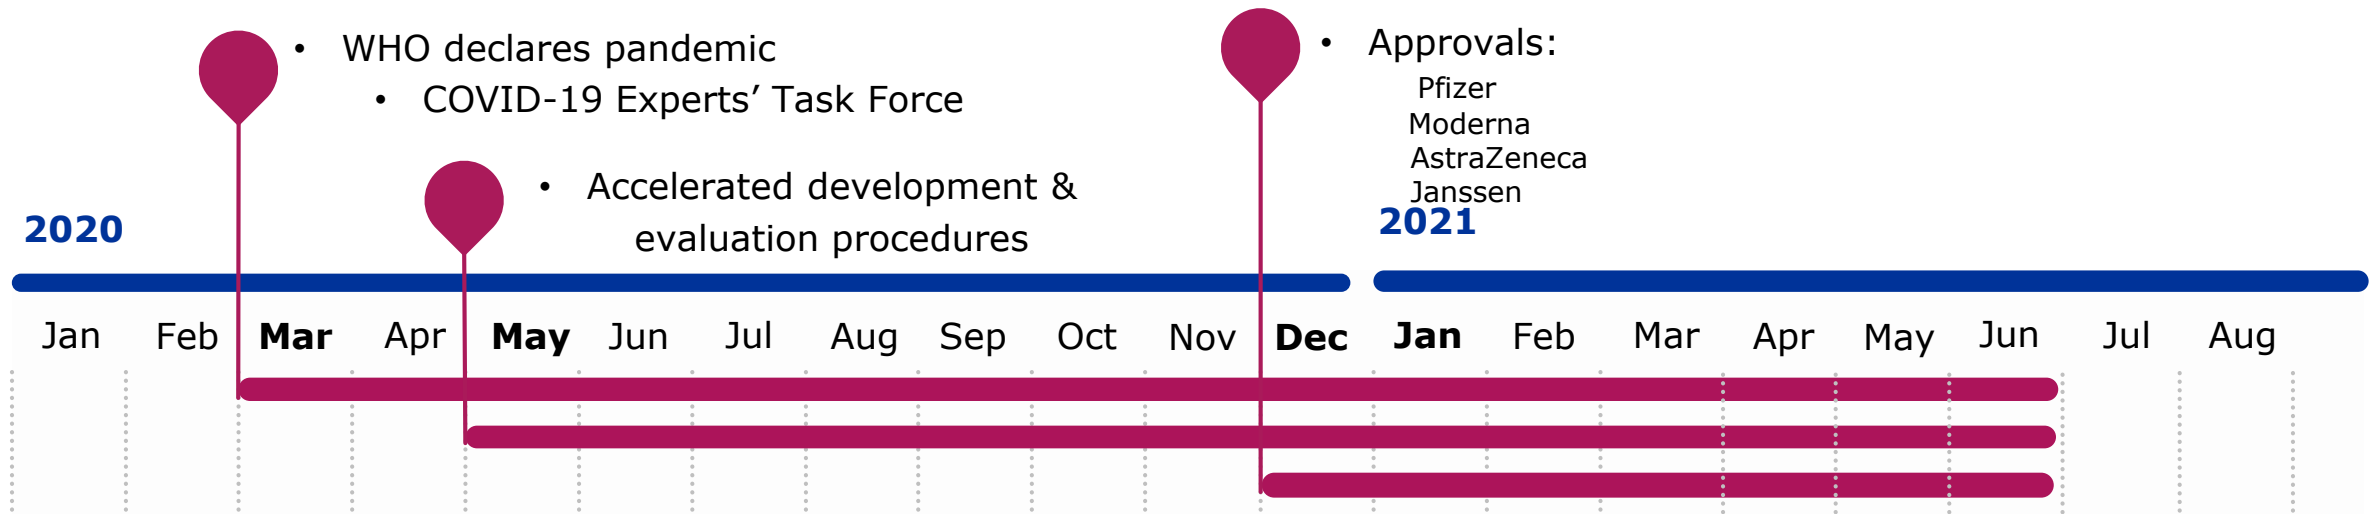 • WHO declares pandemic
• COVID-19 Experts’ Task Force
• Accelerated development &
evaluation procedures
• Approvals:
Pfizer
Moderna
AstraZeneca
Janssen
2020
2021
Jan Feb Mar Apr May Jun Jul Aug Sep Oct Nov Dec Jan Feb Mar Apr May Jun Jul Aug